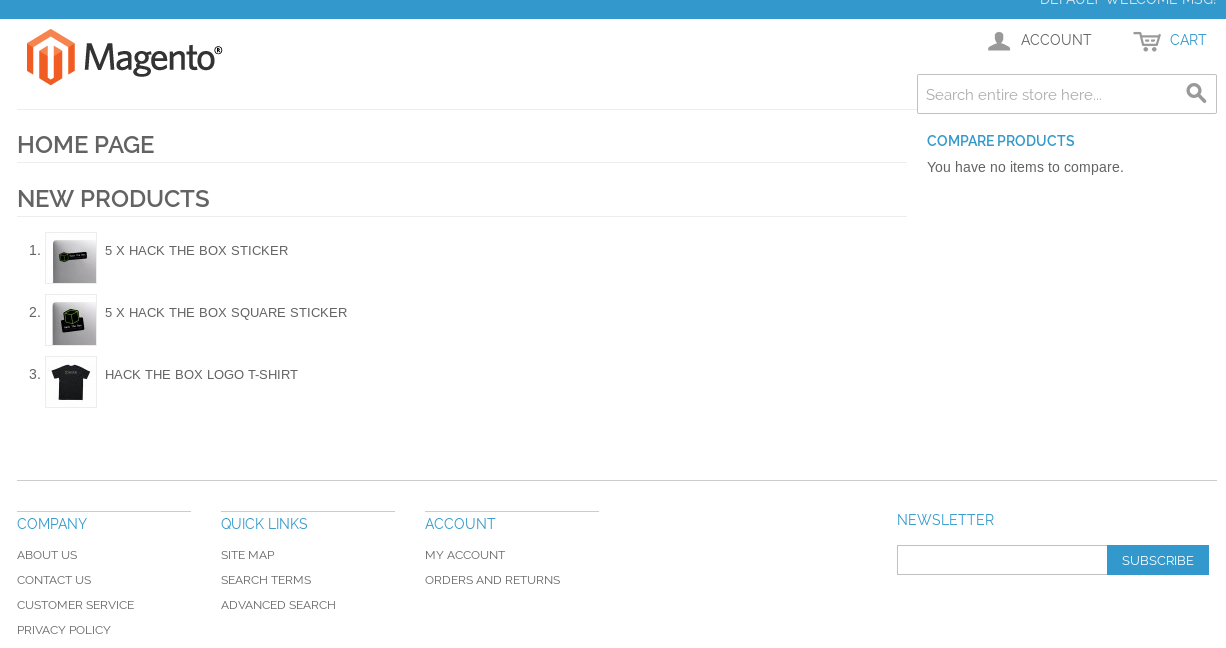 DEFAULT WELCOME MSG!
Magento®
ACCOUNT
CART
Search entire store here...
HOME PAGE
COMPARE PRODUCTS
You have no items to compare.
NEW PRODUCTS
1. 5 X HACK THE BOX STICKER
2. 5 X HACK THE BOX SQUARE STICKER
3. HACK THE BOX LOGO T-SHIRT
COMPANY
ABOUT US
CONTACT US
CUSTOMER SERVICE
PRIVACY POLICY
QUICK LINKS
SITE MAP
SEARCH TERMS
ADVANCED SEARCH
ACCOUNT
MY ACCOUNT
ORDERS AND RETURNS
NEWSLETTER
SUBSCRIBE